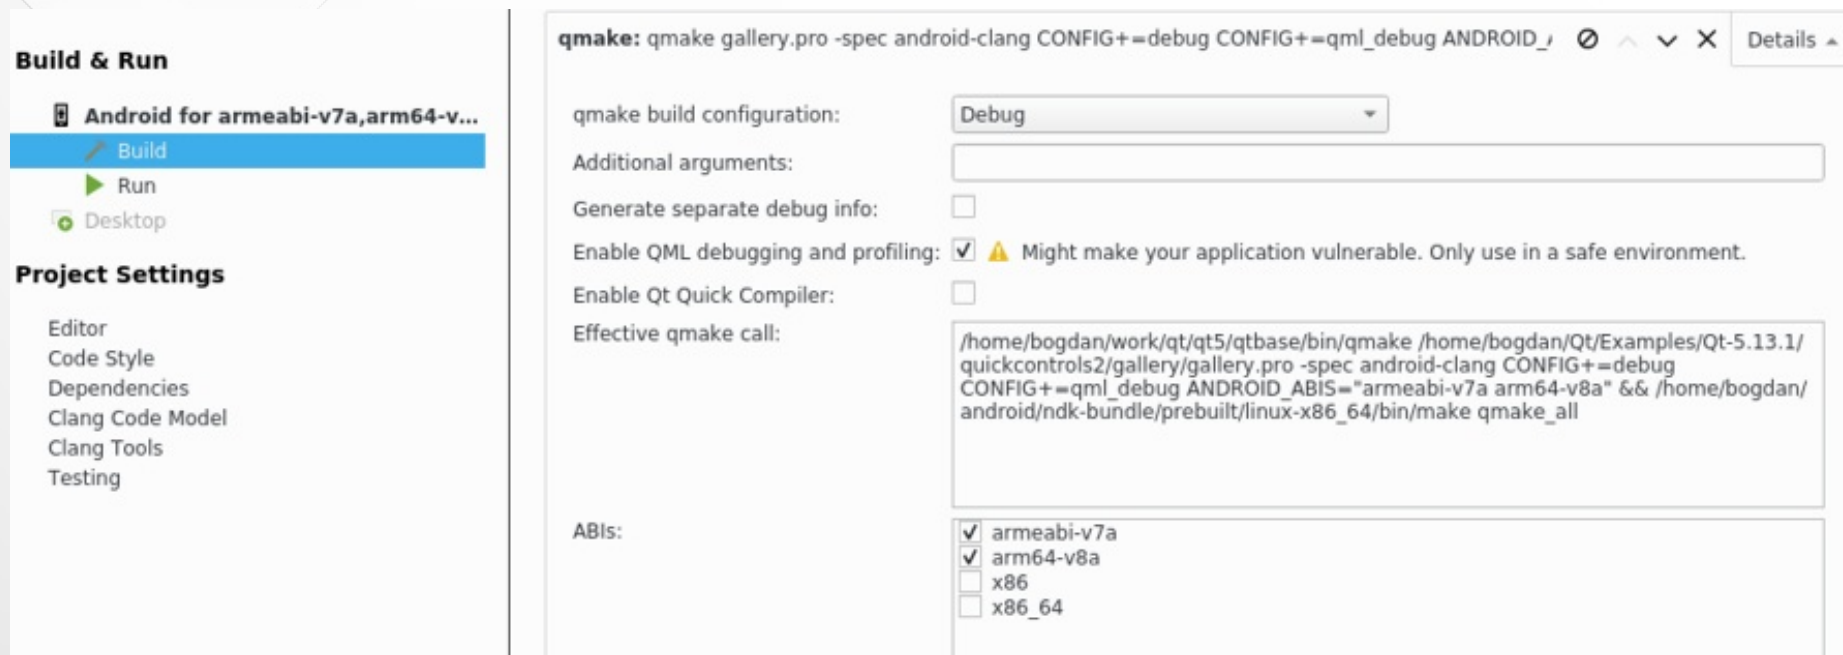 Build & Run
Android for armeabi-v7a,arm64-v...
Build
Run
Desktop
Project Settings
Editor
Code Style
Dependencies
Clang Code Model
Clang Tools
Testing
qmake: qmake gallery.pro -spec android-clang CONFIG+=debug CONFIG+=qml_debug ANDROID_
Details
qmake build configuration:
Debug
Additional arguments:
Generate separate debug info:
Enable QML debugging and profiling:
Might make your application vulnerable. Only use in a safe environment.
Enable Qt Quick Compiler:
Effective qmake call:
/home/bogdan/work/qt/qt5/qtbase/bin/qmake /home/bogdan/Qt/Examples/Qt-5.13.1/
quickcontrols2/gallery/gallery.pro -spec android-clang CONFIG+=debug
CONFIG+=qml_debug ANDROID_ABIS="armeabi-v7a arm64-v8a" && /home/bogdan/
android/ndk-bundle/prebuilt/linux-x86_64/bin/make qmake_all
ABIs:
armeabi-v7a
arm64-v8a
x86
x86_64